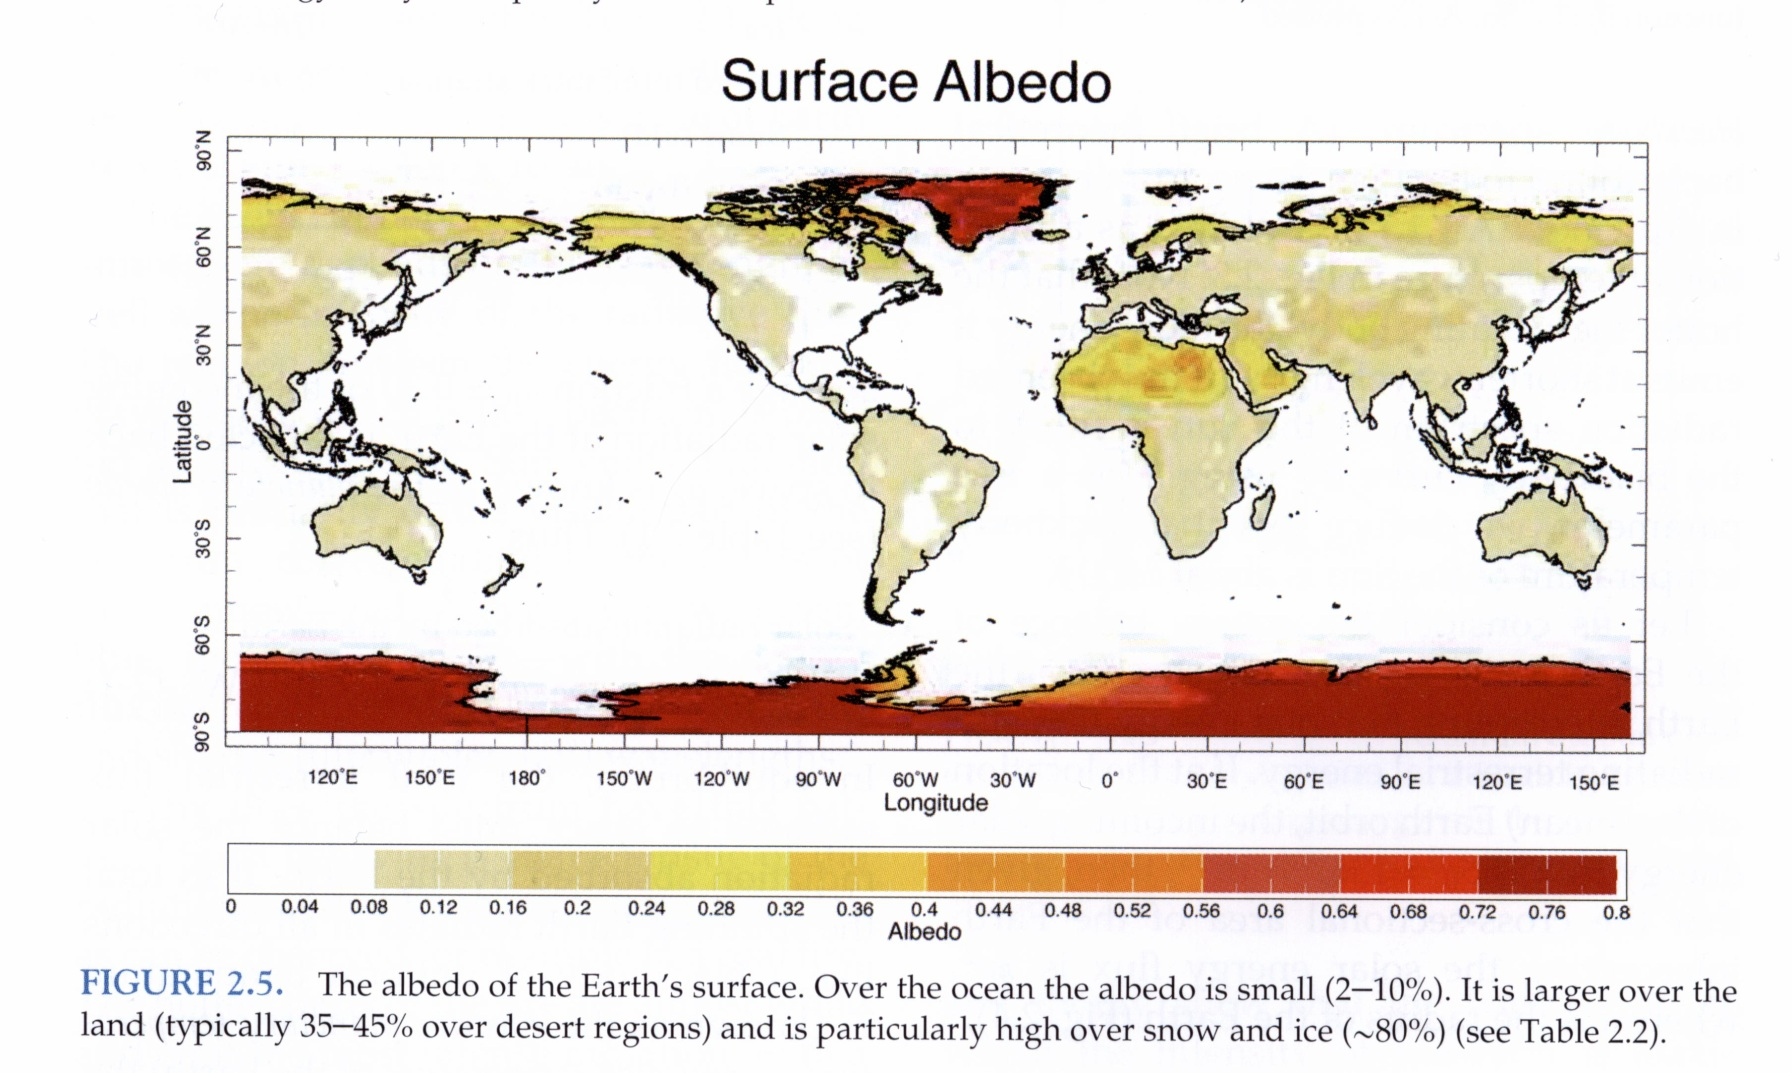 Surface Albedo
90°N
60°N
30°N
0°
30°S
60°S
90°S
Latitude
120°E 150°E 180° 150°W 120°W 90°W 60°W 30°W 0° 30°E 60°E 90°E 120°E 150°E
Longitude
0 0.04 0.08 0.12 0.16 0.2 0.24 0.28 0.32 0.36 0.4 0.44 0.48 0.52 0.56 0.6 0.64 0.68 0.72 0.76 0.8
Albedo
FIGURE 2.5. The albedo of the Earth's surface. Over the ocean the albedo is small (2–10%). It is larger over the
land (typically 35–45% over desert regions) and is particularly high over snow and ice (~80%) (see Table 2.2).